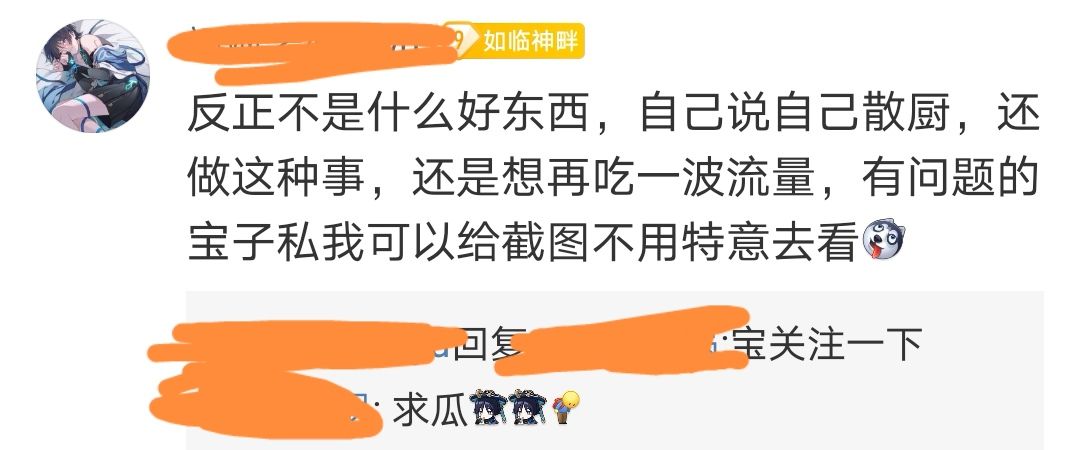 9 如临神畔
反正不是什么好东西，自己说自己散厨，还
做这种事，还是想再吃一波流量，有问题的
宝子私我可以给截图不用特意去看
回复:宝关注一下
: 求瓜